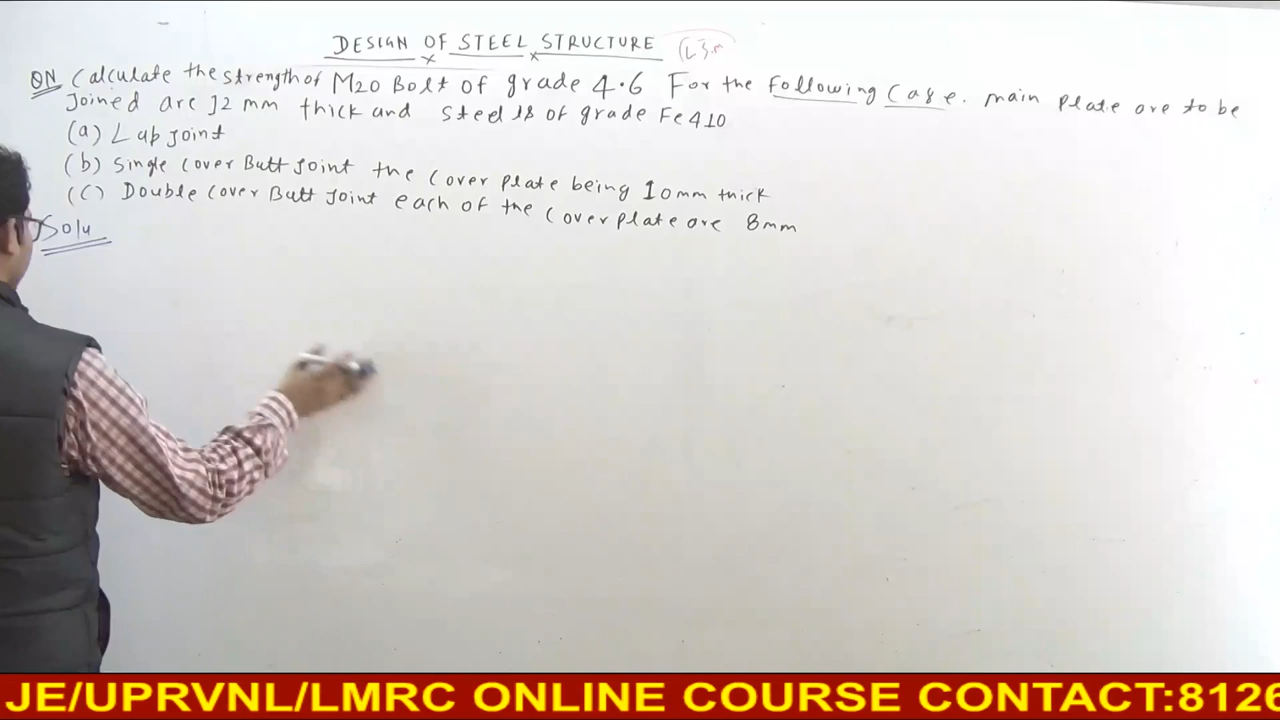 DESIGN OF STEEL STRUCTURE
QN Calculate the strength of M20 Bolt of grade 4.6 For the following Case. main plate are to be
Joined are 12 mm thick and Steel is of grade Fe 410
(a) Lap joint
(b) Single Cover Butt Joint the Cover plate being 10mm thick
(C) Double Cover Butt Joint each of the Cover plate are 8mm
Solu
JE/UPRVNL/LMRC ONLINE COURSE CONTACT:8126